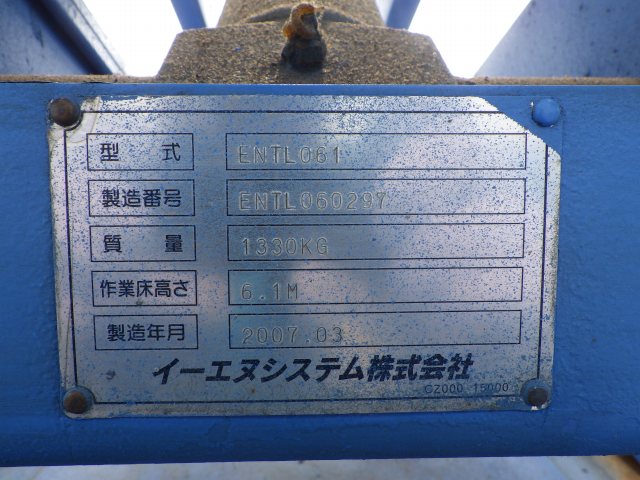 型 式 ENTL061
製造番号 ENTL060297
質 量 1330KG
作業床高さ 6.1M
製造年月 2007.03
イーエヌシステム株式会社
CZ000-15000